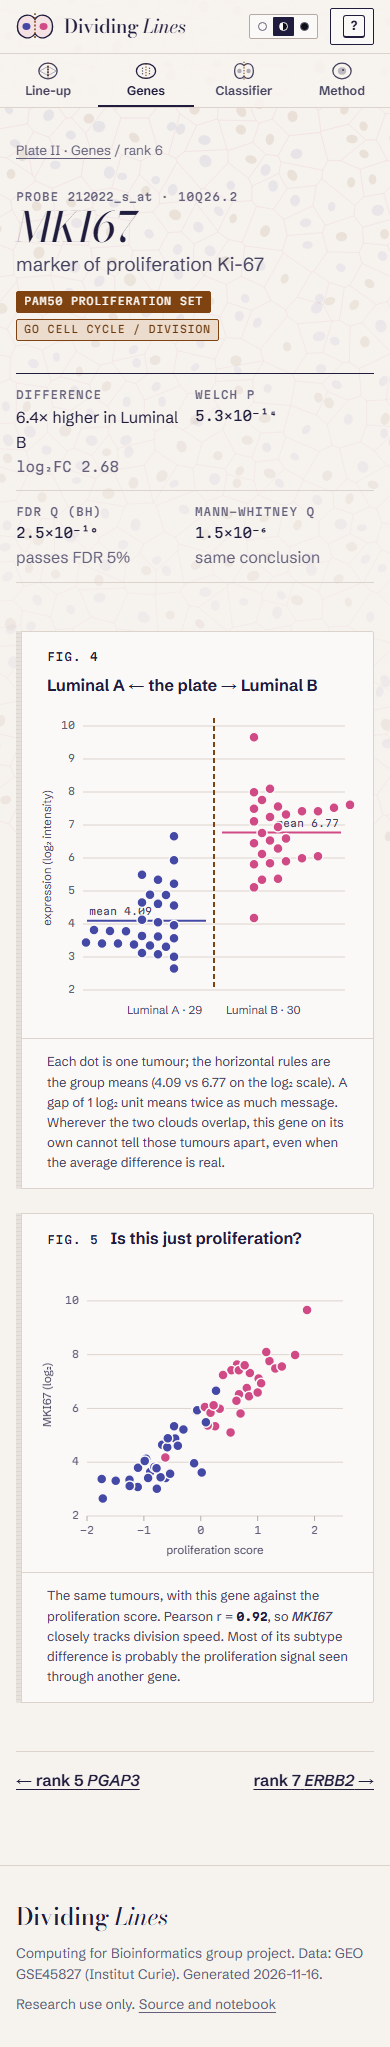 Dividing Lines
?
Line-up
Genes
Classifier
Method
Plate II · Genes / rank 6
PROBE 212022_s_at · 10Q26.2
MKI67
marker of proliferation Ki-67
PAM50 PROLIFERATION SET
GO CELL CYCLE / DIVISION
DIFFERENCE
6.4× higher in Luminal
B
log₂FC 2.68
WELCH P
5.3×10⁻¹⁴
FDR Q (BH)
2.5×10⁻¹⁰
passes FDR 5%
MANN–WHITNEY Q
1.5×10⁻⁶
same conclusion
FIG. 4
Luminal A ← the plate → Luminal B
expression (log₂ intensity)
10
9
8
7
6
5
4
3
2
mean 4.09
mean 6.77
Luminal A · 29
Luminal B · 30
Each dot is one tumour; the horizontal rules are
the group means (4.09 vs 6.77 on the log₂ scale). A
gap of 1 log₂ unit means twice as much message.
Wherever the two clouds overlap, this gene on its
own cannot tell those tumours apart, even when
the average difference is real.
FIG. 5 Is this just proliferation?
MKI67 (log₂)
10
8
6
4
2
−2
−1
0
1
2
proliferation score
The same tumours, with this gene against the
proliferation score. Pearson r = 0.92, so MKI67
closely tracks division speed. Most of its subtype
difference is probably the proliferation signal seen
through another gene.
← rank 5 PGAP3
rank 7 ERBB2 →
Dividing Lines
Computing for Bioinformatics group project. Data: GEO
GSE45827 (Institut Curie). Generated 2026-11-16.
Research use only. Source and notebook